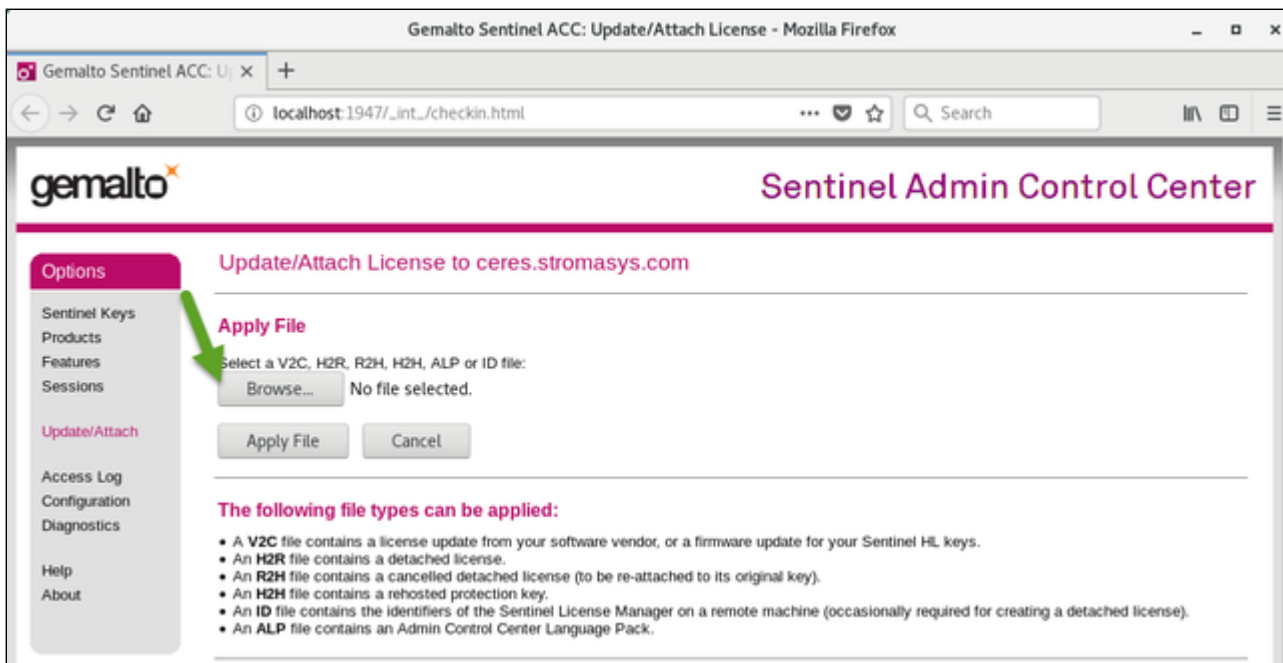 Gemalto Sentinel ACC: Update/Attach License - Mozilla Firefox
Gemalto Sentinel ACC: U
localhost:1947/_int_/checkin.html
Search
gemalto
Sentinel Admin Control Center
Options
Update/Attach License to ceres.stromasys.com
Sentinel Keys
Products
Features
Sessions
Update/Attach
Access Log
Configuration
Diagnostics
Help
About
Apply File
Select a V2C, H2R, R2H, H2H, ALP or ID file:
Browse... No file selected.
Apply File Cancel
The following file types can be applied:
• A V2C file contains a license update from your software vendor, or a firmware update for your Sentinel HL keys.
• An H2R file contains a detached license.
• An R2H file contains a cancelled detached license (to be re-attached to its original key).
• An H2H file contains a rehosted protection key.
• An ID file contains the identifiers of the Sentinel License Manager on a remote machine (occasionally required for creating a detached license).
• An ALP file contains an Admin Control Center Language Pack.